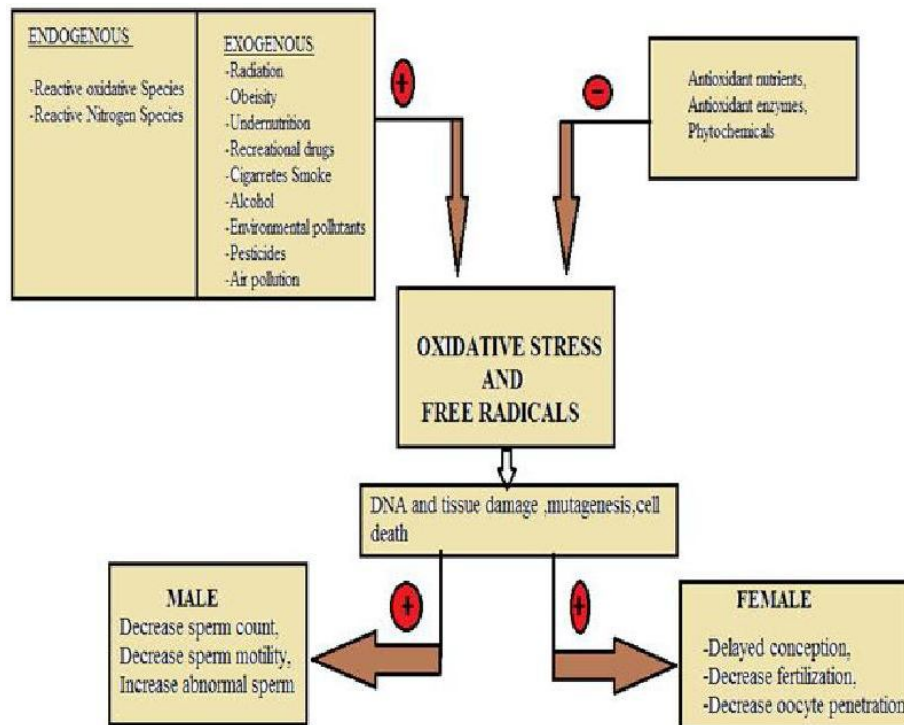 ENDOGENOUS
-Reactive oxidative Species
-Reactive Nitrogen Species
EXOGENOUS
-Radiation
-Obeisity
-Undernutrition
-Recreational drugs
-Cigarretes Smoke
-Alcohol
-Environmental pollutants
-Pesticides
-Air pollution
+
−
Antioxidant nutrients,
Antioxidant enzymes,
Phytochemicals
OXIDATIVE STRESS
AND
FREE RADICALS
DNA and tissue damage ,mutagenesis,cell
death
+
+
MALE
Decrease sperm count,
Decrease sperm motility,
Increase abnormal sperm
FEMALE
-Delayed conception,
-Decrease fertilization,
-Decrease oocyte penetration